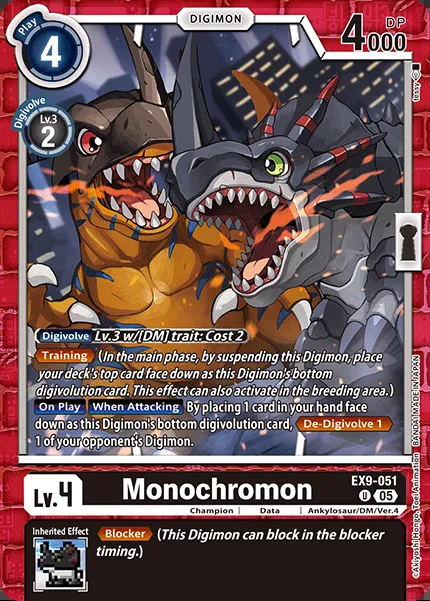 DIGIMON
Play
4
DP
4000
Digivolve
Lv.3
2
tessy
Digivolve Lv.3 w/[DM] trait: Cost 2
Training (In the main phase, by suspending this Digimon, place
your deck's top card face down as this Digimon's bottom
digivolution card. This effect can also activate in the breeding area.)
On Play When Attacking By placing 1 card in your hand face
down as this Digimon's bottom digivolution card, De-Digivolve 1
1 of your opponent's Digimon.
©Akiyoshi Hongo, Toei Animation BANDAI MADE IN JAPAN
Lv.4
Monochromon
EX9-051
U 05
Champion Data Ankylosaur/DM/Ver.4
Inherited Effect
Blocker (This Digimon can block in the blocker
timing.)